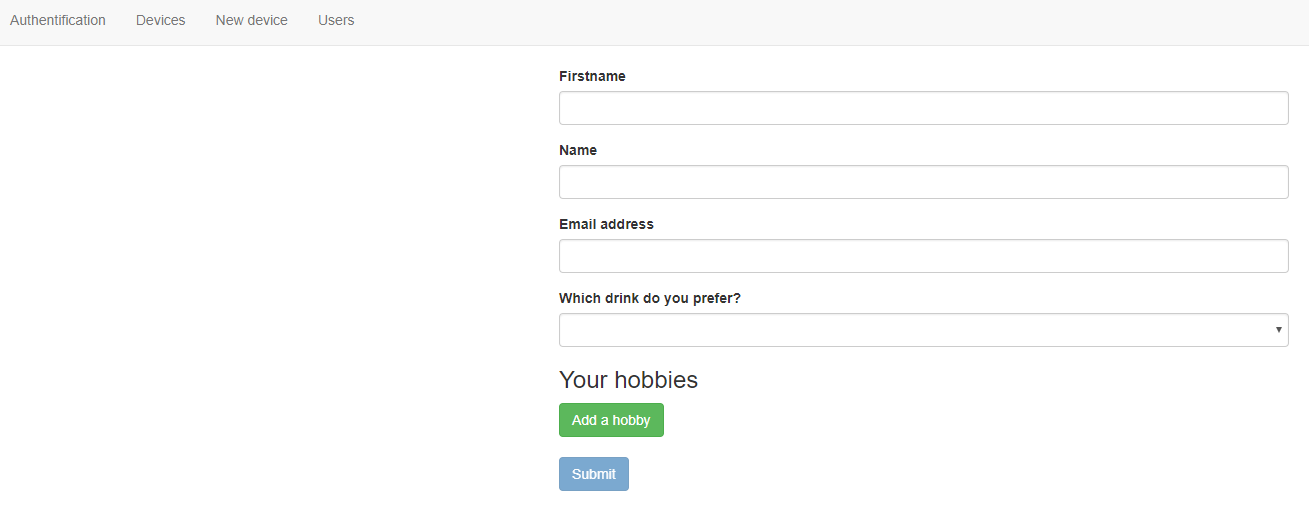 Authentification Devices New device Users
Firstname
Name
Email address
Which drink do you prefer?
Your hobbies
Add a hobby
Submit